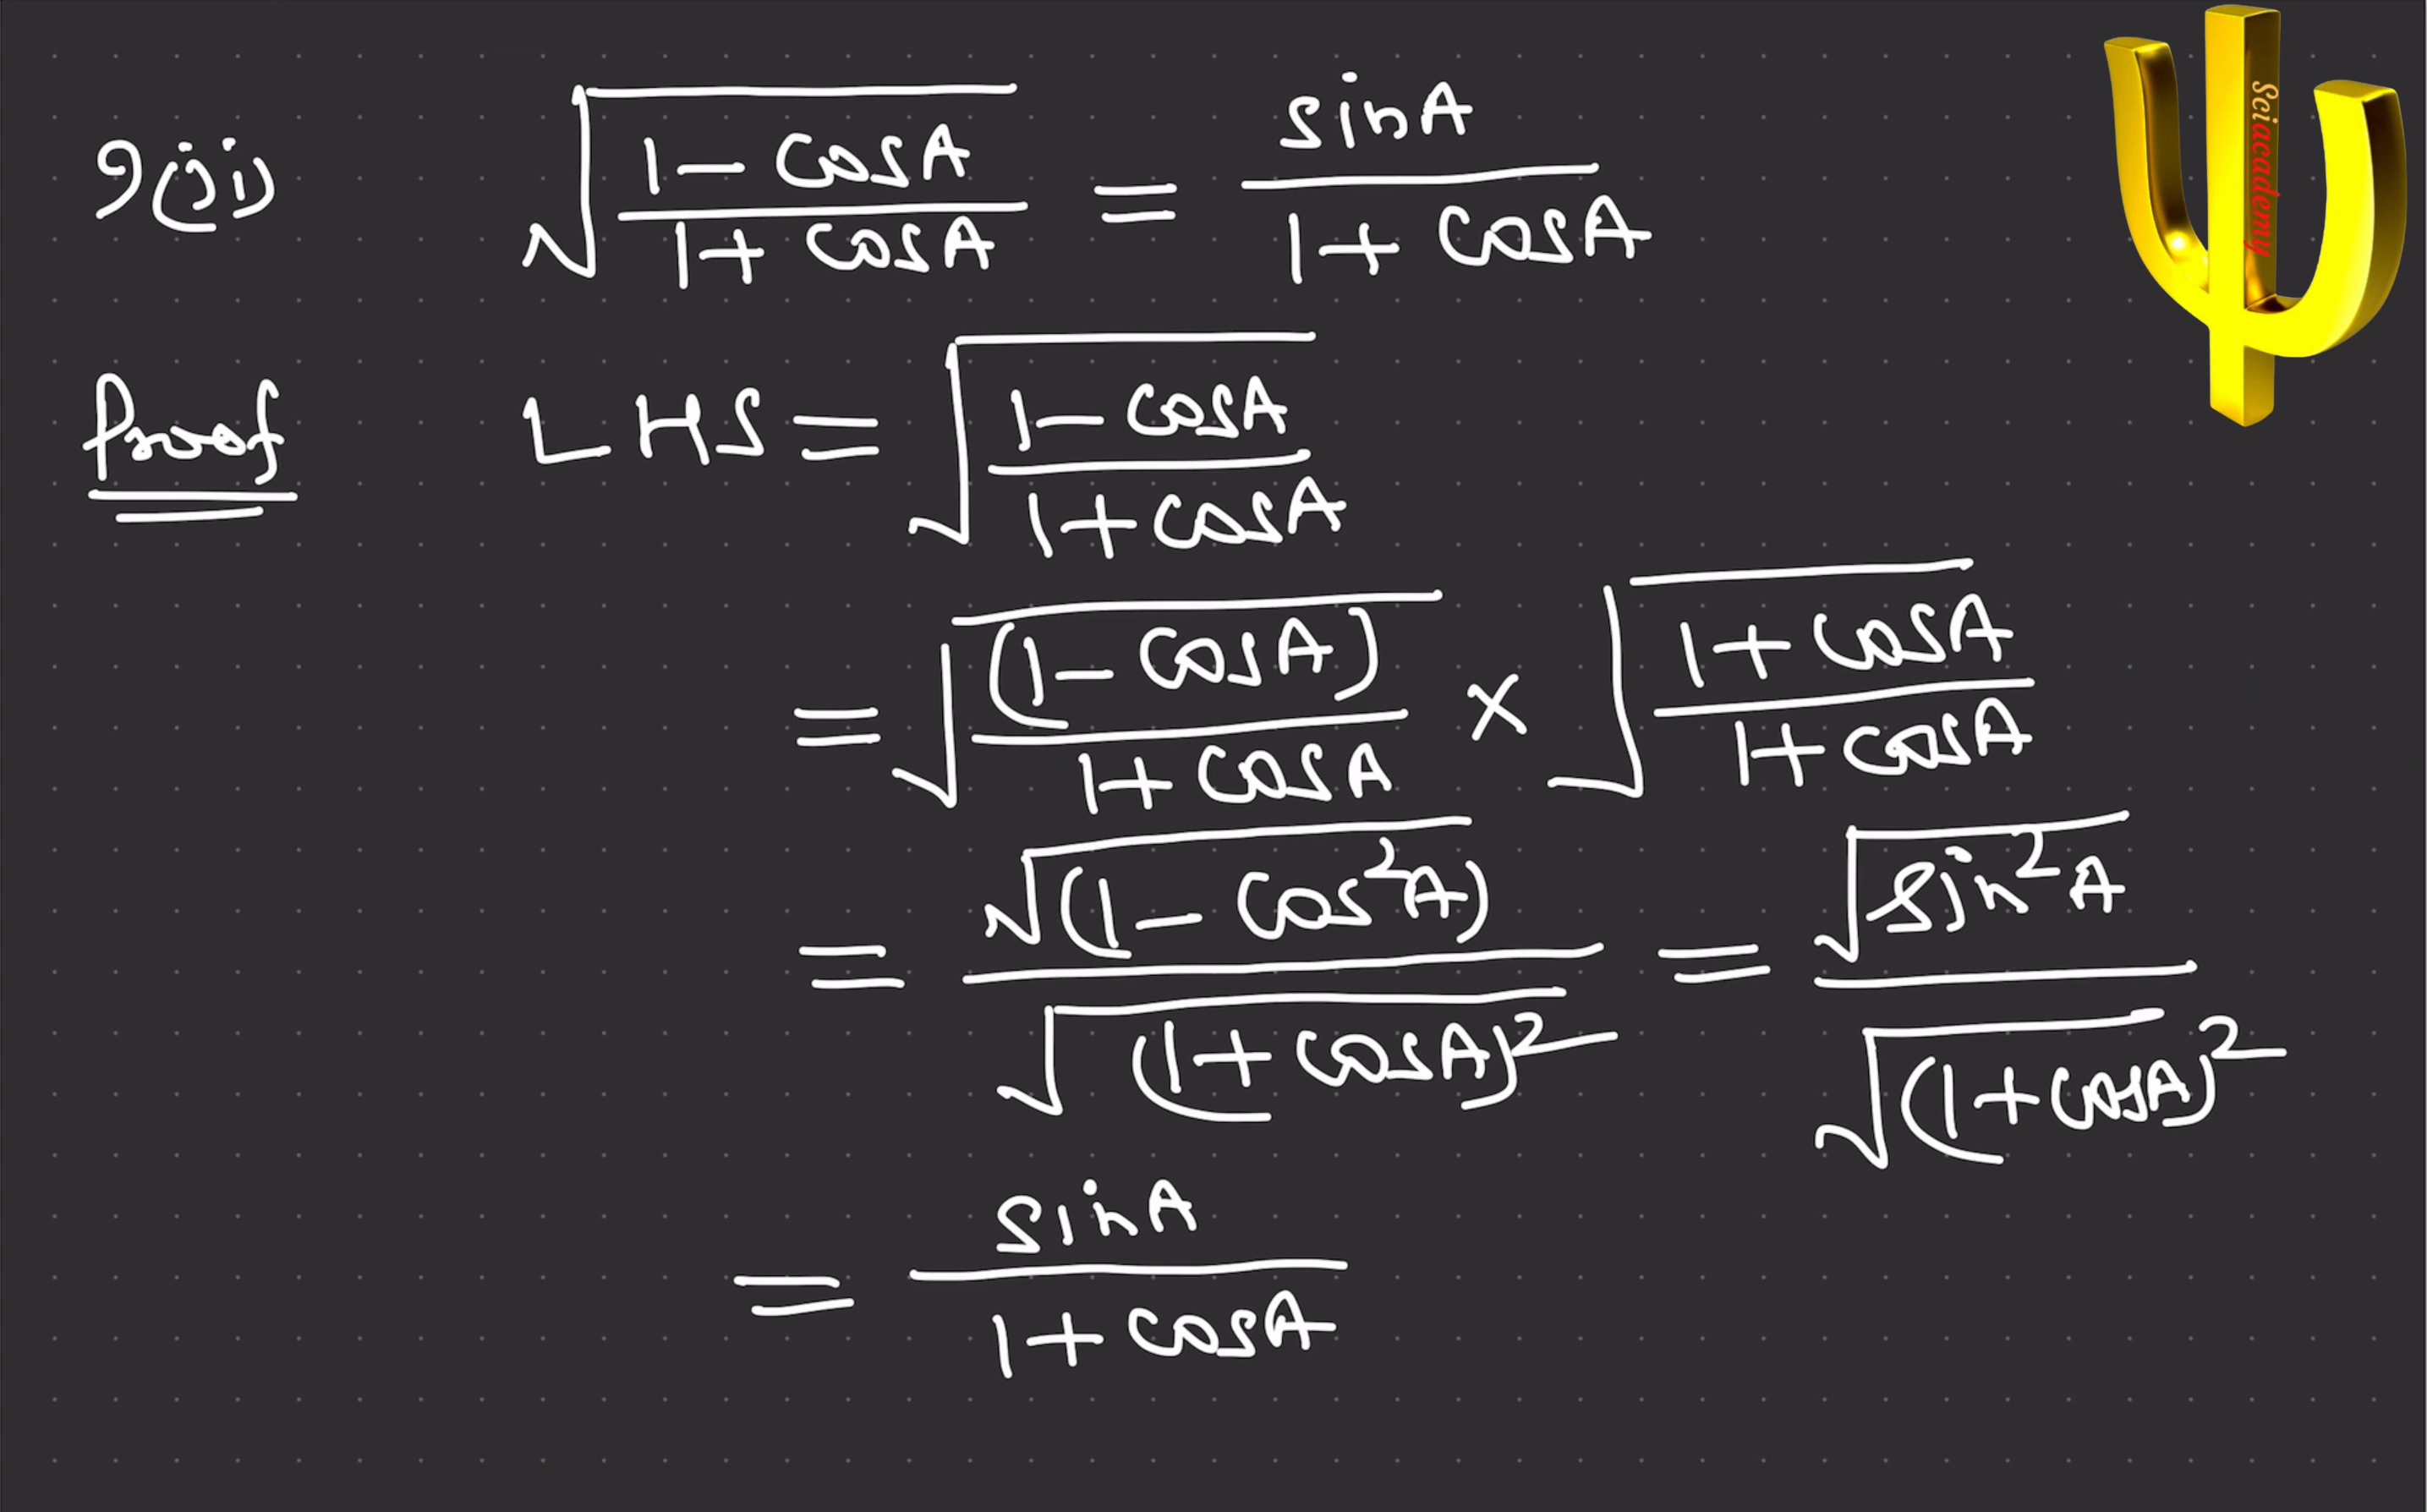 9(ii) √((1 - cosA)/(1 + cosA)) = sinA/(1 + cosA)
Sciacademy
Proof LHS = √((1 - cosA)/(1 + cosA))
= √((1 - cosA)/(1 + cosA)) × √((1 + cosA)/(1 + cosA))
= √(1 - cos²A)/√(1 + cosA)² = √sin²A/√(1 + cosA)²
= sinA/(1 + cosA)